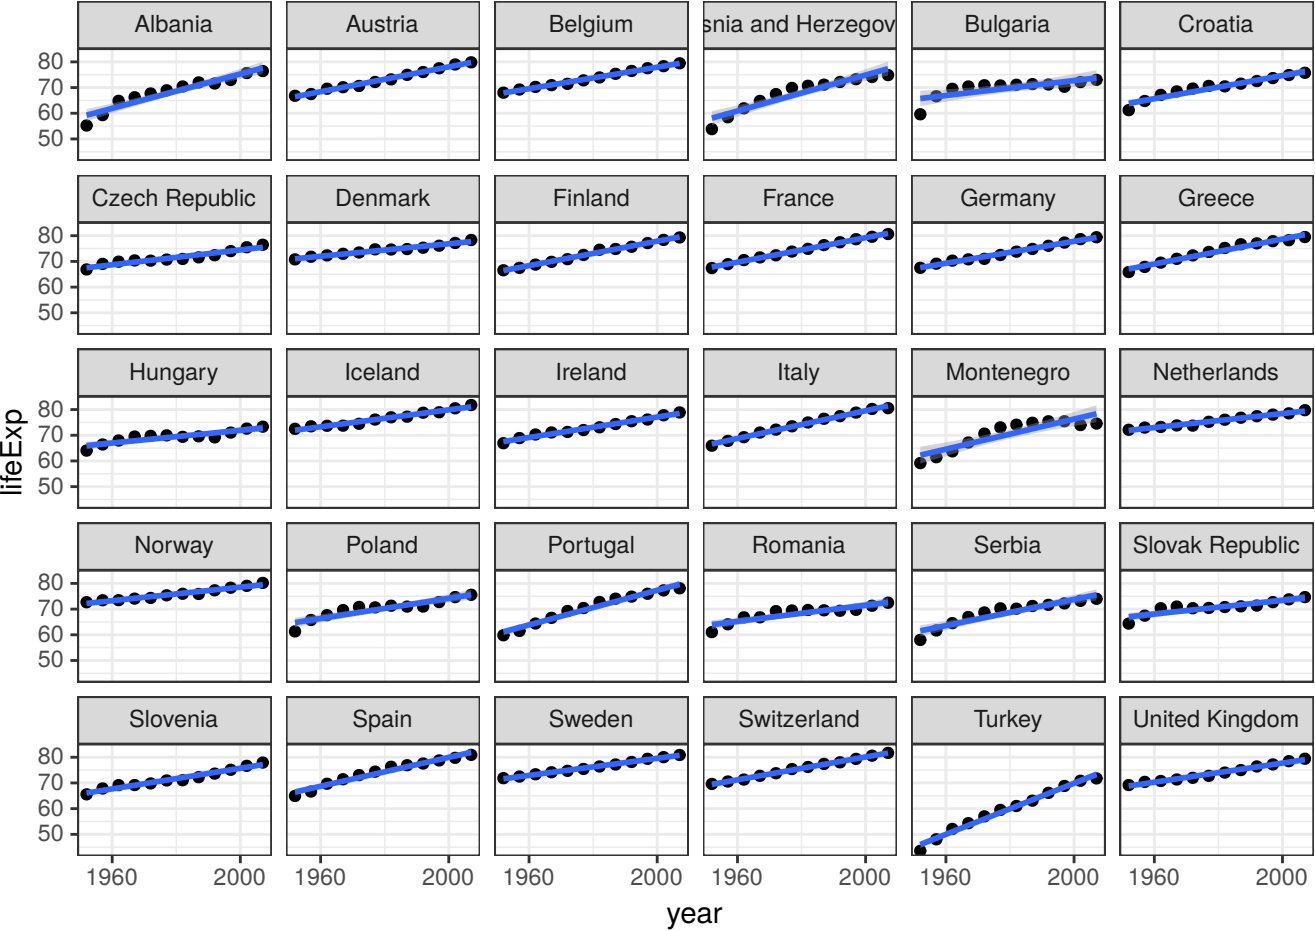 Albania Austria Belgium snia and Herzegov Bulgaria Croatia
80
70
60
50
Czech Republic Denmark Finland France Germany Greece
80
70
60
50
Hungary Iceland Ireland Italy Montenegro Netherlands
80
70
60
50
lifeExp
Norway Poland Portugal Romania Serbia Slovak Republic
80
70
60
50
Slovenia Spain Sweden Switzerland Turkey United Kingdom
80
70
60
50
1960 2000 1960 2000 1960 2000 1960 2000 1960 2000 1960 2000
year